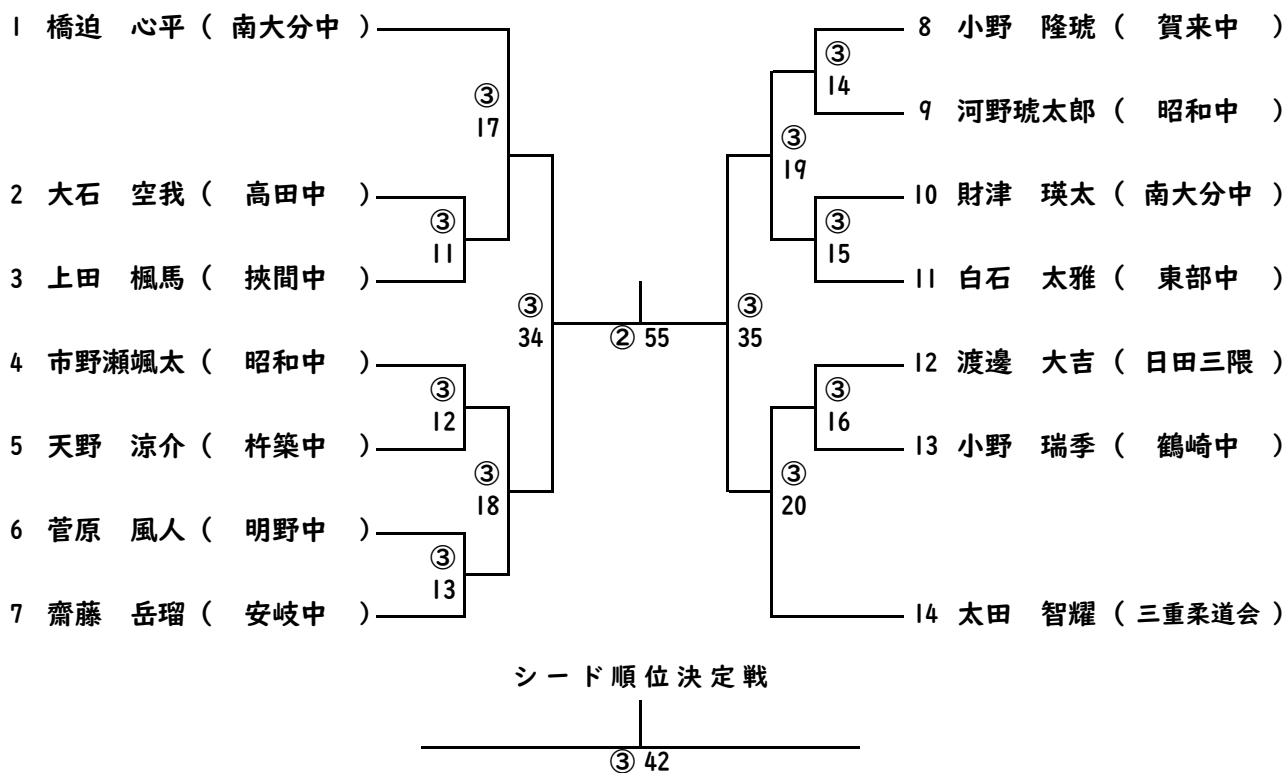 1 橋迫 心平 ( 南大分中 )
③
17
2 大石 空我 ( 高田中 )
③
11
3 上田 楓馬 ( 挾間中 )
③
34
4 市野瀬颯太 ( 昭和中 )
③
12
5 天野 涼介 ( 杵築中 )
③
18
6 菅原 風人 ( 明野中 )
③
13
7 齋藤 岳瑠 ( 安岐中 )
② 55
8 小野 隆琥 ( 賀来中 )
③
14
9 河野琥太郎 ( 昭和中 )
③
19
10 財津 瑛太 ( 南大分中 )
③
15
11 白石 太雅 ( 東部中 )
③
35
12 渡邊 大吉 ( 日田三隈 )
③
16
13 小野 瑞季 ( 鶴崎中 )
③
20
14 太田 智耀 ( 三重柔道会 )
シード順位決定戦
③ 42